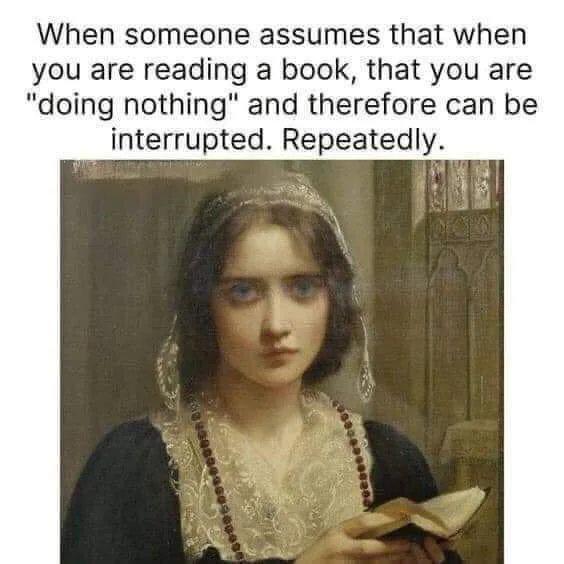 When someone assumes that when
you are reading a book, that you are
"doing nothing" and therefore can be
interrupted. Repeatedly.